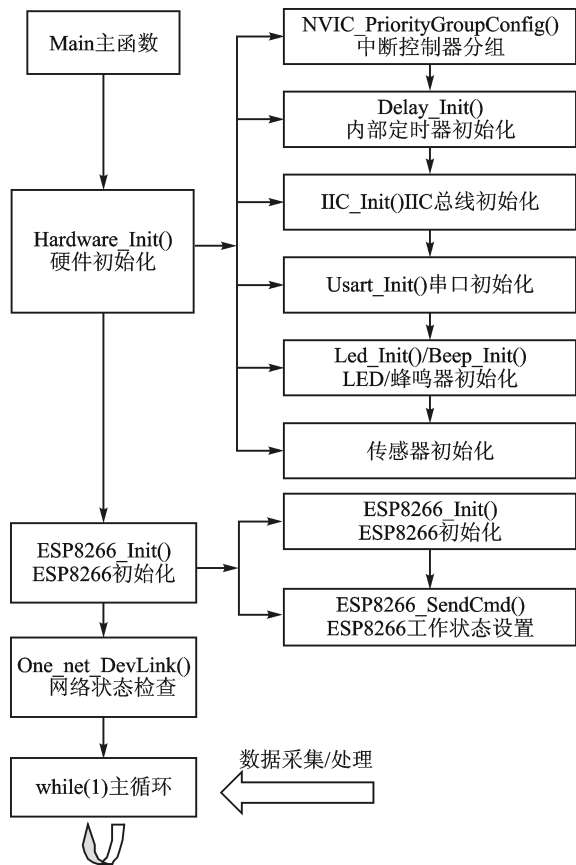 Main主函数
Hardware_Init()
硬件初始化
NVIC_PriorityGroupConfig()
中断控制器分组
Delay_Init()
内部定时器初始化
IIC_Init()IIC总线初始化
Usart_Init()串口初始化
Led_Init()/Beep_Init()
LED/蜂鸣器初始化
传感器初始化
ESP8266_Init()
ESP8266初始化
ESP8266_Init()
ESP8266初始化
ESP8266_SendCmd()
ESP8266工作状态设置
One_net_DevLink()
网络状态检查
while(1)主循环
数据采集/处理